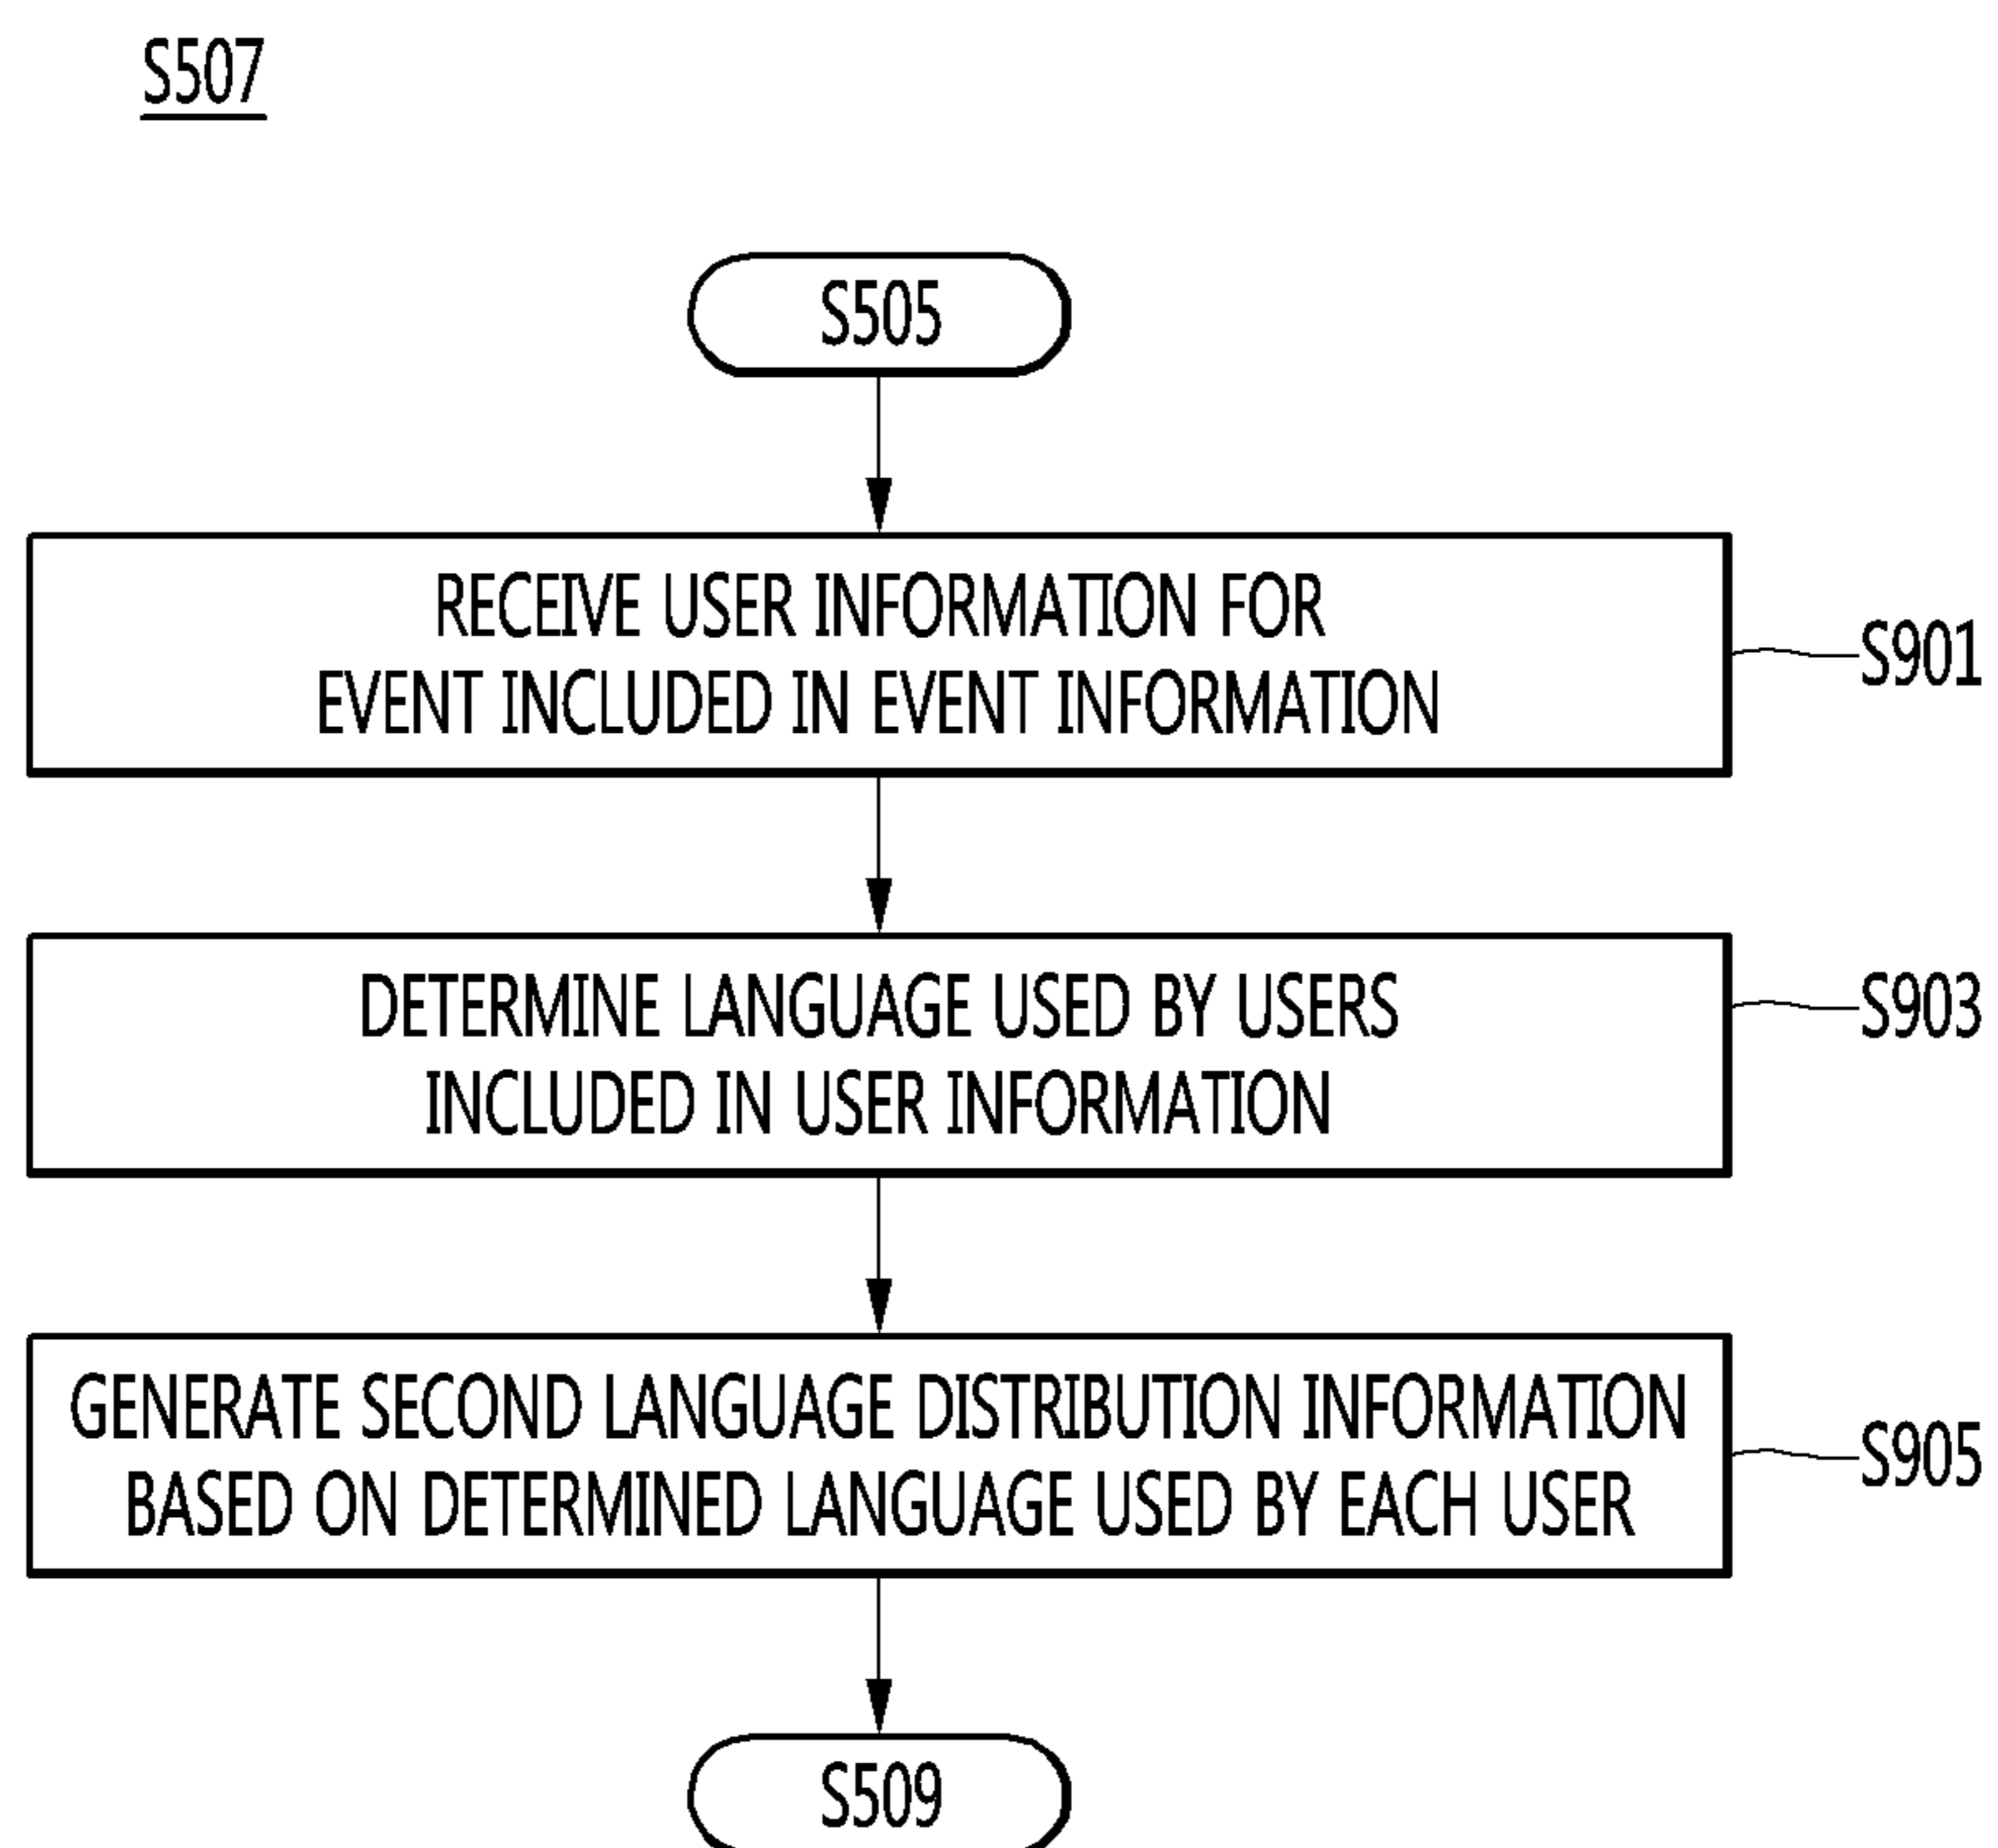 S507
S505
RECEIVE USER INFORMATION FOR
EVENT INCLUDED IN EVENT INFORMATION
S901
DETERMINE LANGUAGE USED BY USERS
INCLUDED IN USER INFORMATION
S903
GENERATE SECOND LANGUAGE DISTRIBUTION INFORMATION
BASED ON DETERMINED LANGUAGE USED BY EACH USER
S905
S509